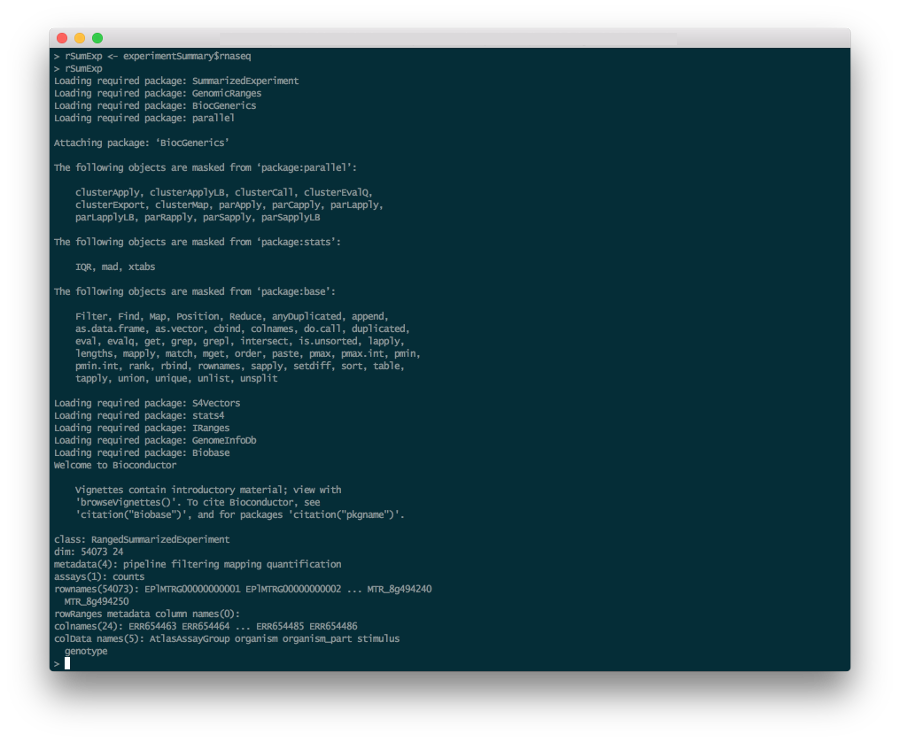 > rSumExp <- experimentSummary$rnaseq
> rSumExp
Loading required package: SummarizedExperiment
Loading required package: GenomicRanges
Loading required package: BiocGenerics
Loading required package: parallel

Attaching package: ‘BiocGenerics’

The following objects are masked from ‘package:parallel’:

    clusterApply, clusterApplyLB, clusterCall, clusterEvalQ,
    clusterExport, clusterMap, parApply, parCapply, parLapply,
    parLapplyLB, parRapply, parSapply, parSapplyLB

The following objects are masked from ‘package:stats’:

    IQR, mad, xtabs

The following objects are masked from ‘package:base’:

    Filter, Find, Map, Position, Reduce, anyDuplicated, append,
    as.data.frame, as.vector, cbind, colnames, do.call, duplicated,
    eval, evalq, get, grep, grepl, intersect, is.unsorted, lapply,
    lengths, mapply, match, mget, order, paste, pmax, pmax.int, pmin,
    pmin.int, rank, rbind, rownames, sapply, setdiff, sort, table,
    tapply, union, unique, unlist, unsplit

Loading required package: S4Vectors
Loading required package: stats4
Loading required package: IRanges
Loading required package: GenomeInfoDb
Loading required package: Biobase
Welcome to Bioconductor

    Vignettes contain introductory material; view with
    'browseVignettes()'. To cite Bioconductor, see
    'citation("Biobase")', and for packages 'citation("pkgname")'.

class: RangedSummarizedExperiment
dim: 54073 24
metadata(4): pipeline filtering mapping quantification
assays(1): counts
rownames(54073): EPlMTRG00000000001 EPlMTRG00000000002 ... MTR_8g494240
  MTR_8g494250
rowRanges metadata column names(0):
colnames(24): ERR654463 ERR654464 ... ERR654485 ERR654486
colData names(5): AtlasAssayGroup organism organism_part stimulus
  genotype
>